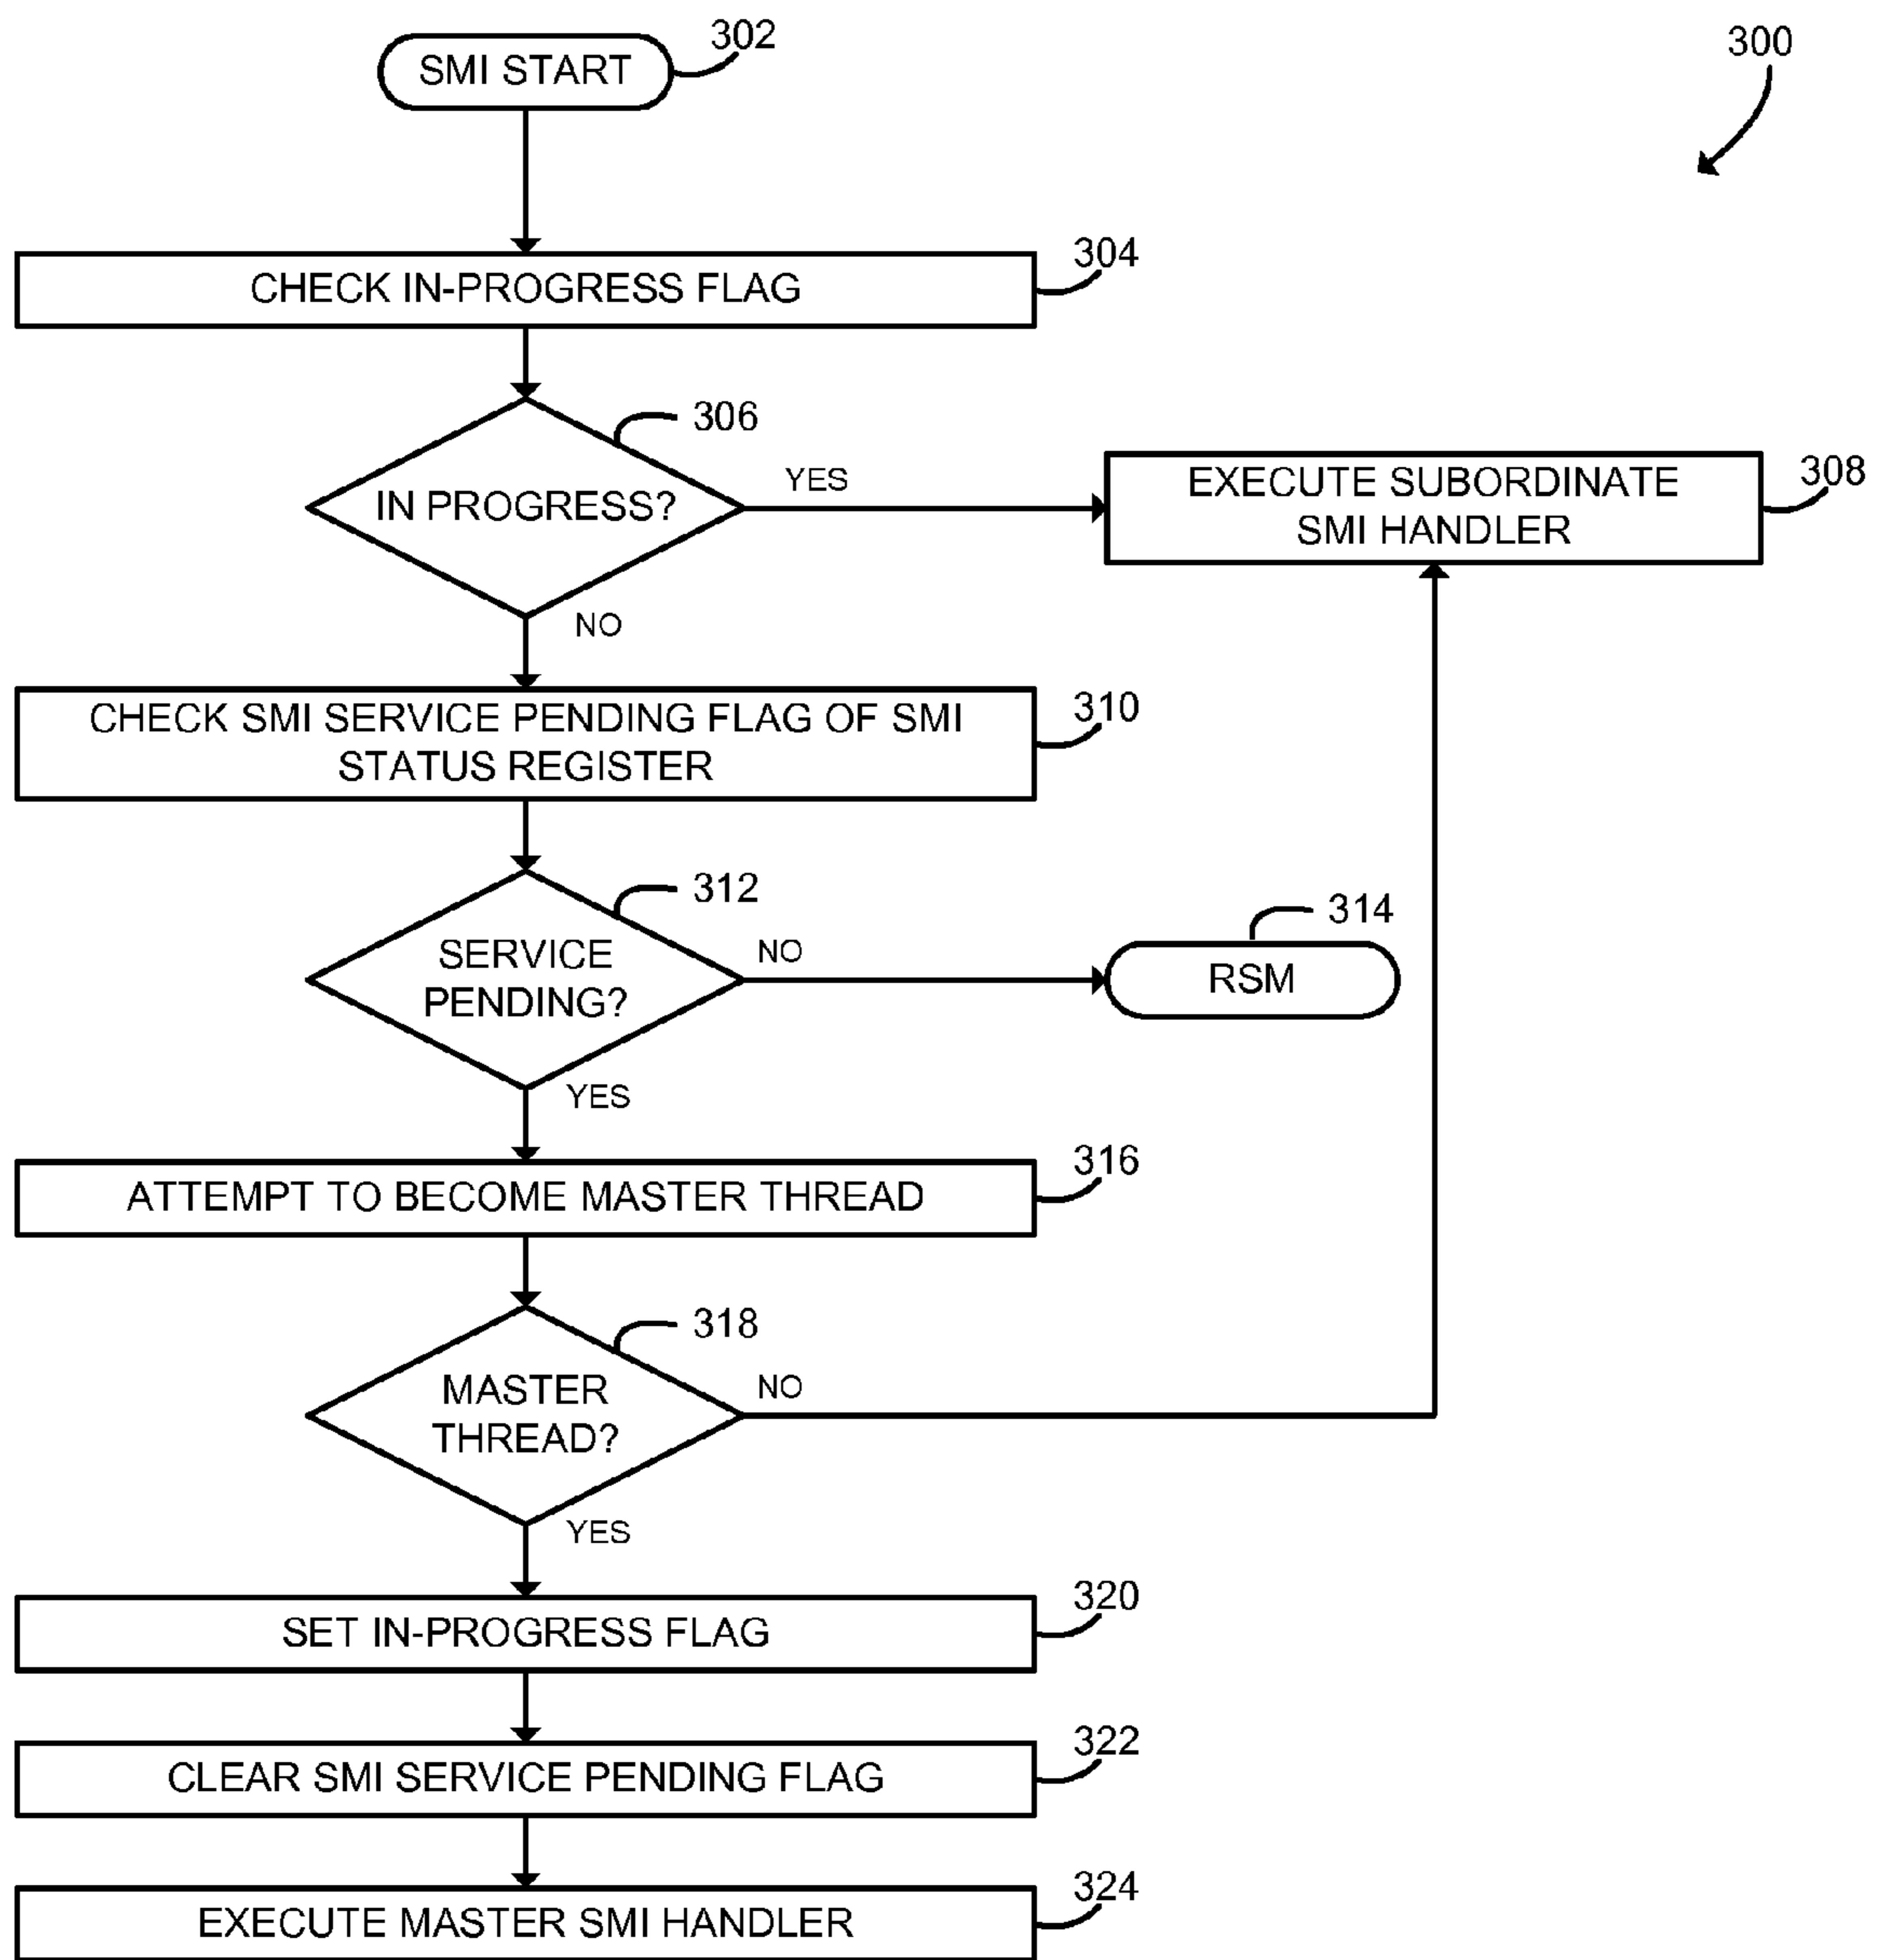 SMI START
302
300
CHECK IN-PROGRESS FLAG
304
306
IN PROGRESS?
YES
NO
EXECUTE SUBORDINATE
SMI HANDLER
308
CHECK SMI SERVICE PENDING FLAG OF SMI
STATUS REGISTER
310
312
SERVICE
PENDING?
NO
YES
314
RSM
ATTEMPT TO BECOME MASTER THREAD
316
318
MASTER
THREAD?
NO
YES
SET IN-PROGRESS FLAG
320
CLEAR SMI SERVICE PENDING FLAG
322
EXECUTE MASTER SMI HANDLER
324